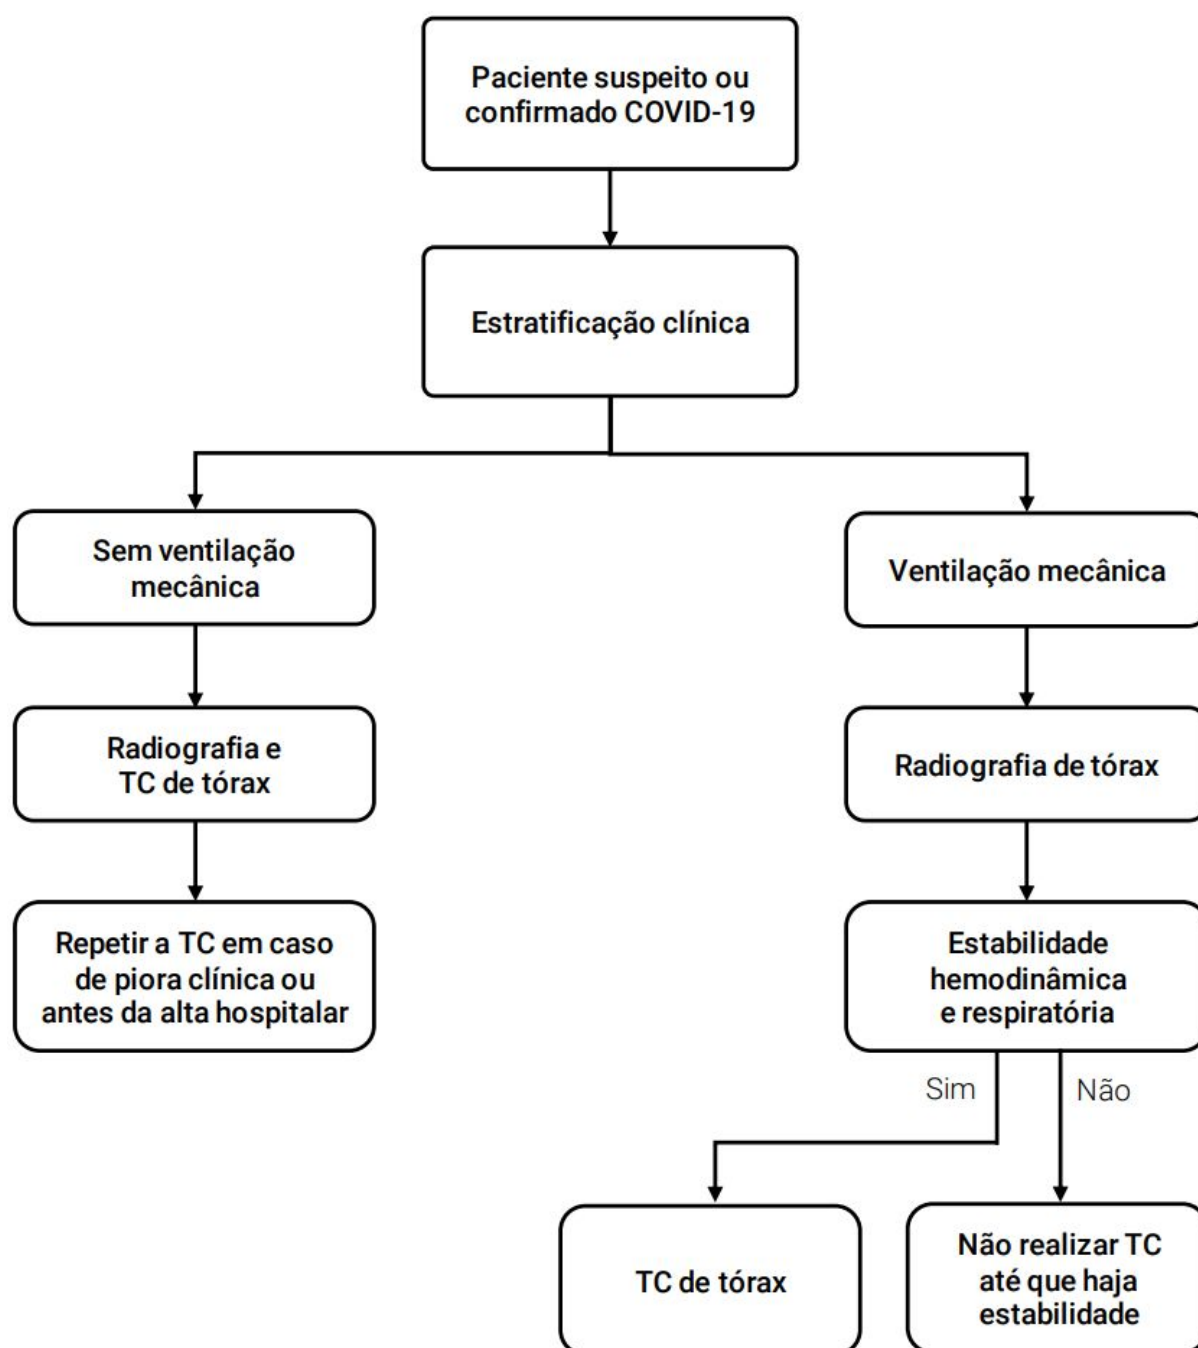 Paciente suspeito ou
confirmado COVID-19
Estratificação clínica
Sem ventilação
mecânica
Ventilação mecânica
Radiografia e
TC de tórax
Radiografia de tórax
Repetir a TC em caso
de piora clínica ou
antes da alta hospitalar
Estabilidade
hemodinâmica
e respiratória
Sim
Não
TC de tórax
Não realizar TC
até que haja
estabilidade